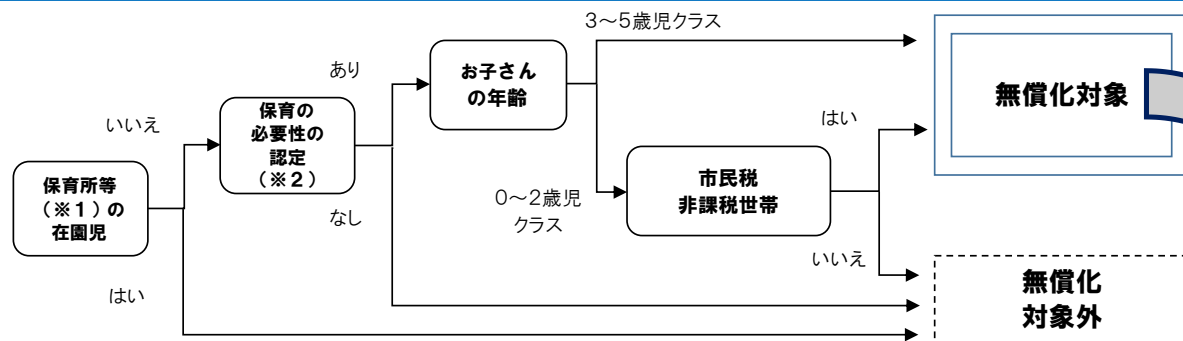 3～5歳児クラス
あり
お子さん
の年齢
無償化対象
保育の
必要性の
認定
（※２）
いいえ
はい
保育所等
（※１）の
在園児
市民税
非課税世帯
０～２歳児
クラス
なし
いいえ
はい
無償化
対象外